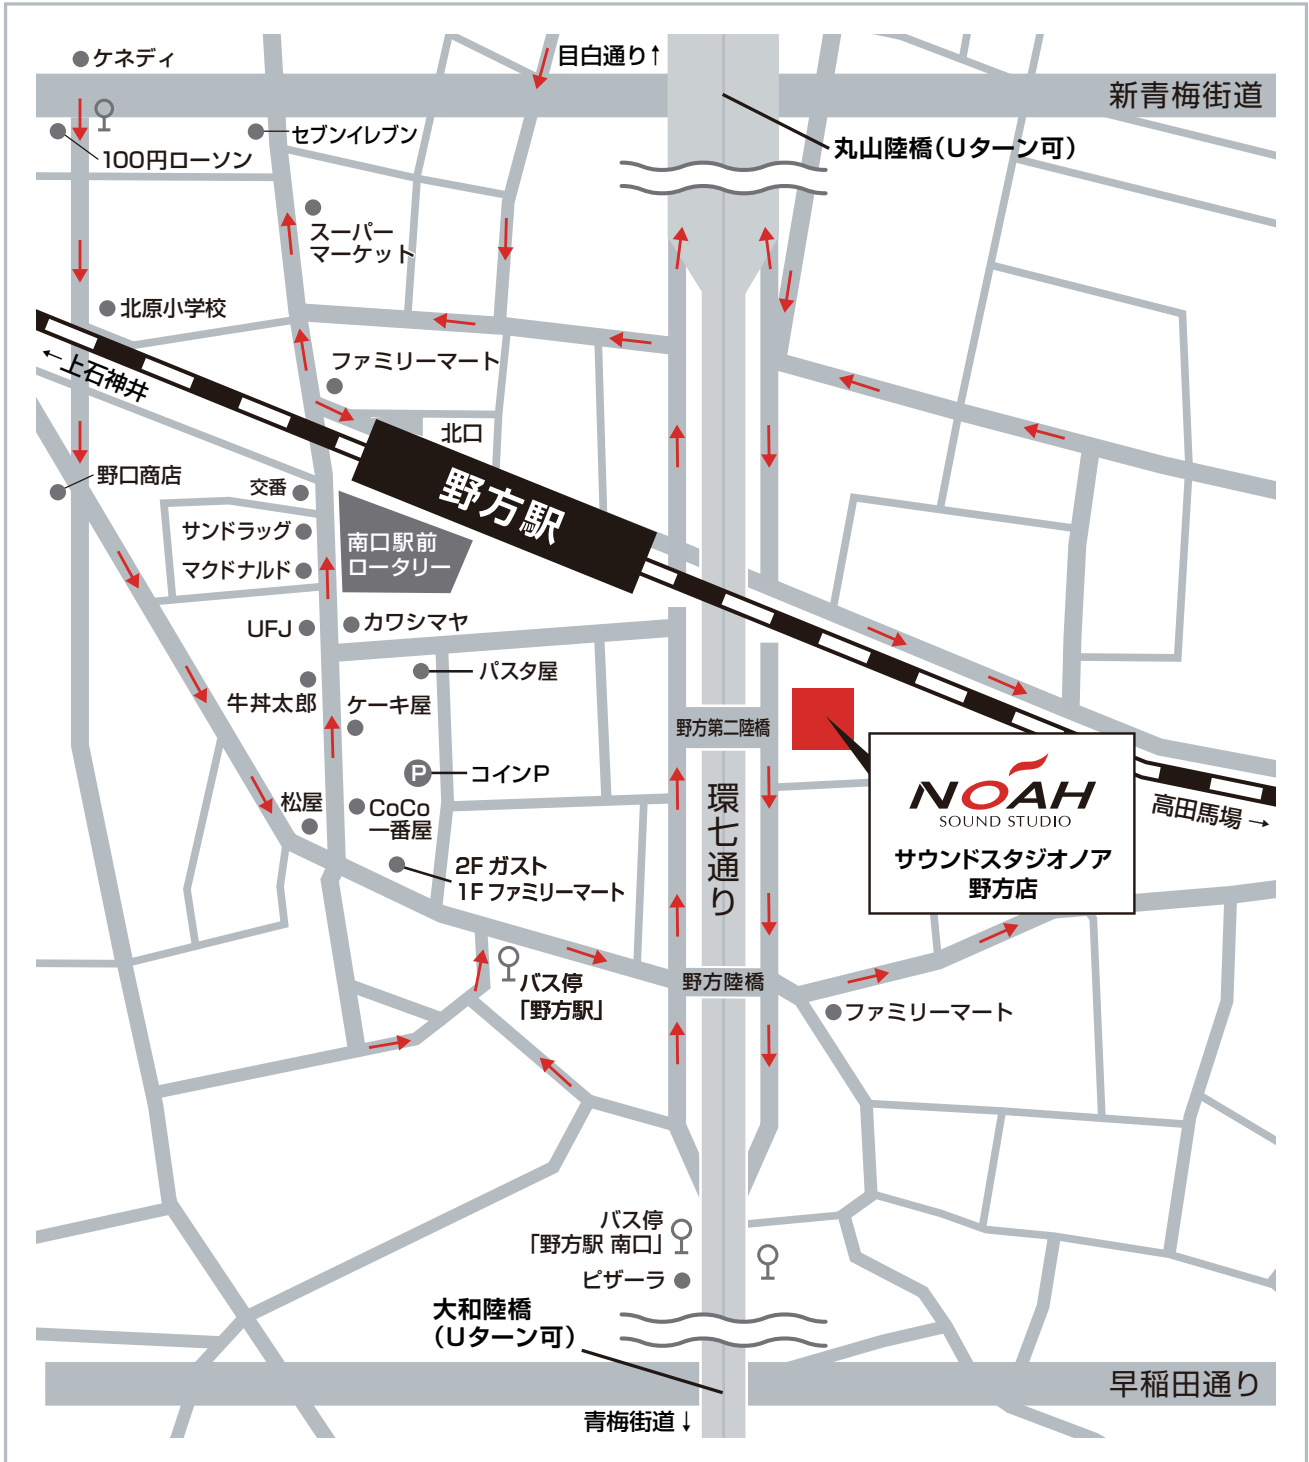 ケネディ
目白通り↑
新青梅街道
100円ローソン
セブンイレブン
丸山陸橋(Uターン可)
スーパー
マーケット
北原小学校
ファミリーマート
←上石神井
北口
野方駅
野口商店
交番
サンドラッグ
マクドナルド
南口駅前
ロータリー
UFJ
カワシマヤ
パスタ屋
牛丼太郎
ケーキ屋
野方第二陸橋
P
コインP
松屋
CoCo
一番屋
環七通り
NOAH
SOUND STUDIO
サウンドスタジオノア
野方店
高田馬場→
2F ガスト
1F ファミリーマート
バス停
「野方駅」
野方陸橋
ファミリーマート
バス停
「野方駅 南口」
ピザーラ
大和陸橋
(Uターン可)
早稲田通り
青梅街道↓